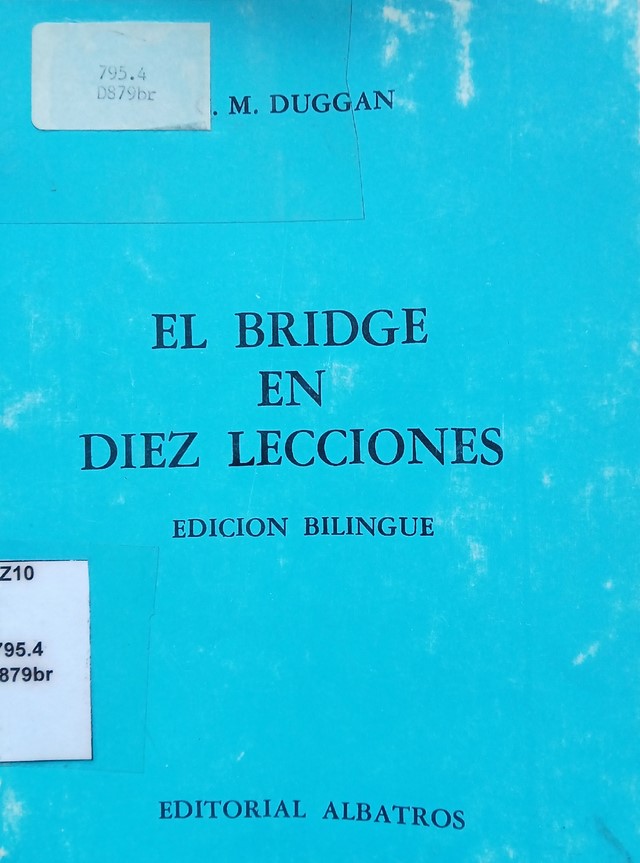 795.4
D879br
. M. DUGGAN
EL BRIDGE
EN
DIEZ LECCIONES
EDICION BILINGUE
Z10
795.4
879br
EDITORIAL ALBATROS